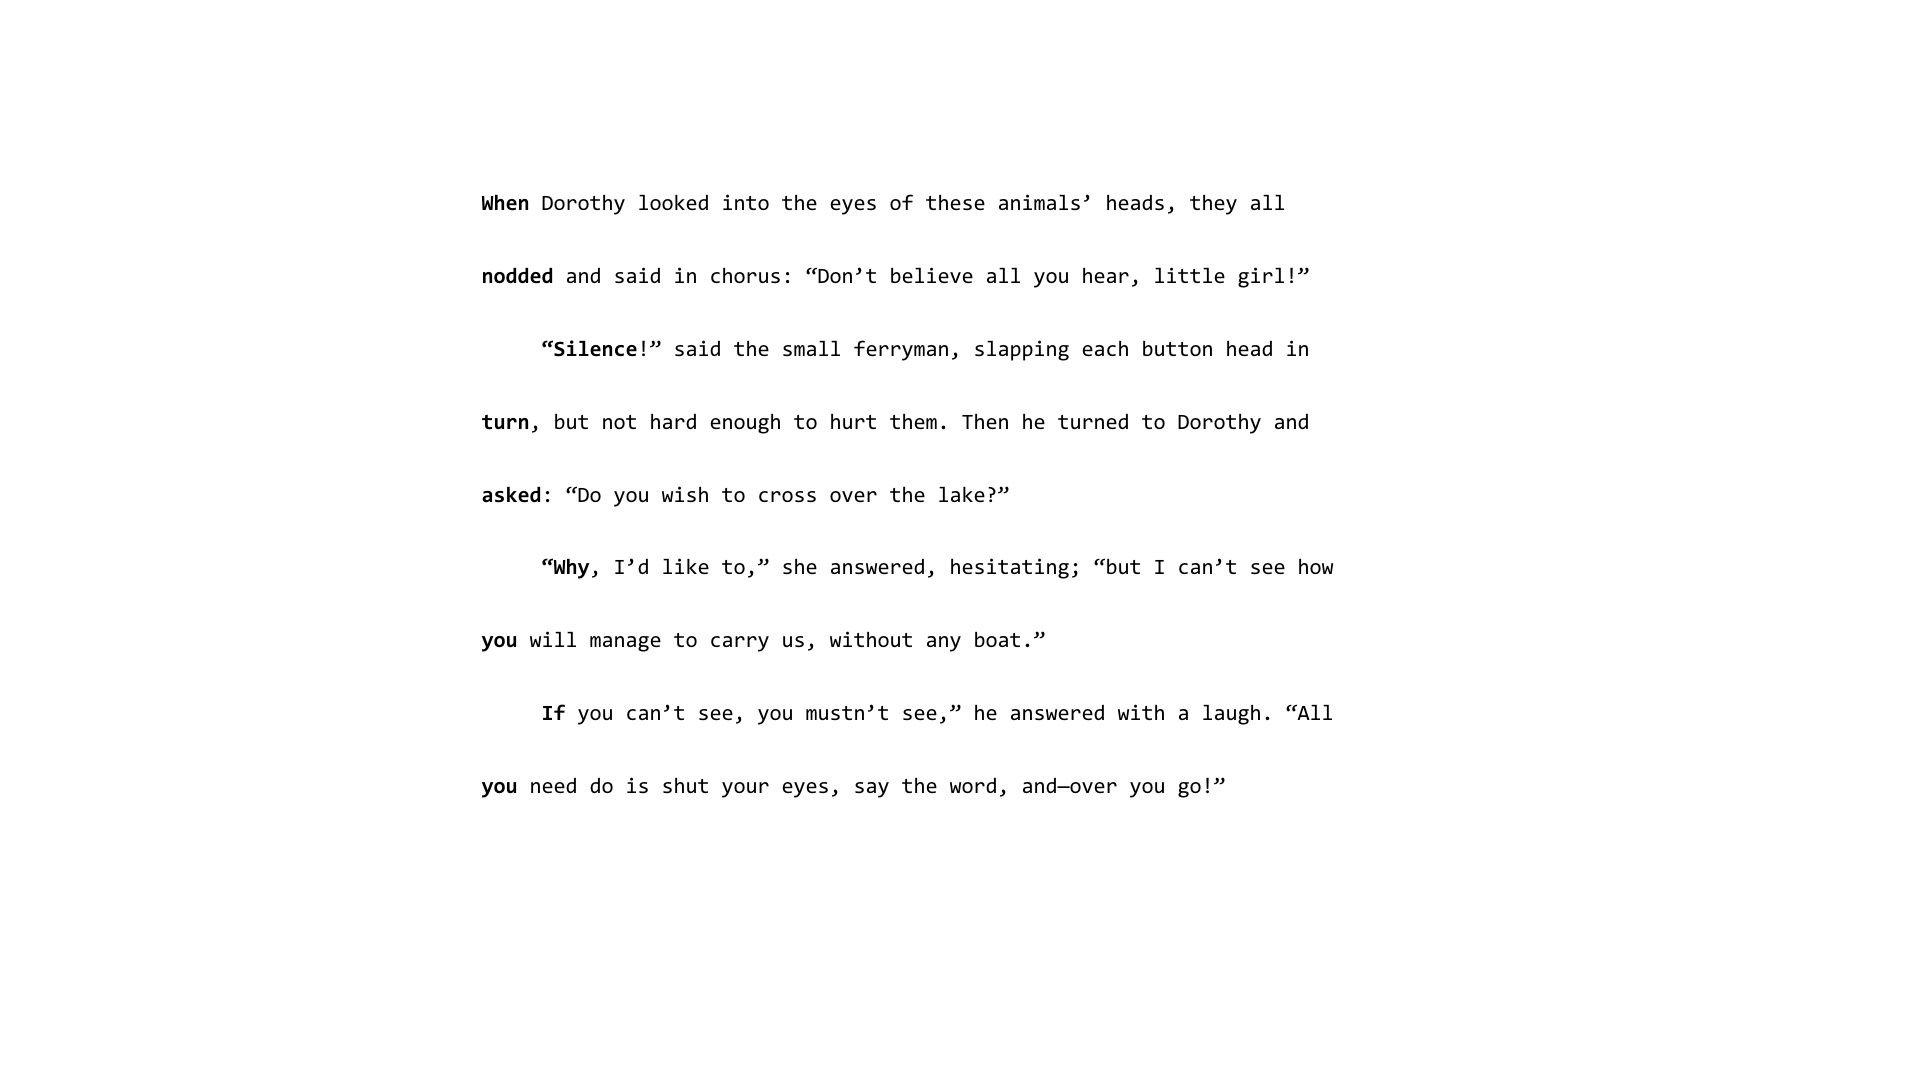 When Dorothy looked into the eyes of these animals’ heads, they all
nodded and said in chorus: “Don’t believe all you hear, little girl!”
“Silence!” said the small ferryman, slapping each button head in
turn, but not hard enough to hurt them. Then he turned to Dorothy and
asked: “Do you wish to cross over the lake?”
“Why, I’d like to,” she answered, hesitating; “but I can’t see how
you will manage to carry us, without any boat.”
If you can’t see, you mustn’t see,” he answered with a laugh. “All
you need do is shut your eyes, say the word, and—over you go!”